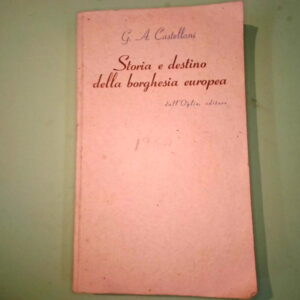 G. A. Castellani
Storia e destino
della borghesia europea
dall'Oglio, editore